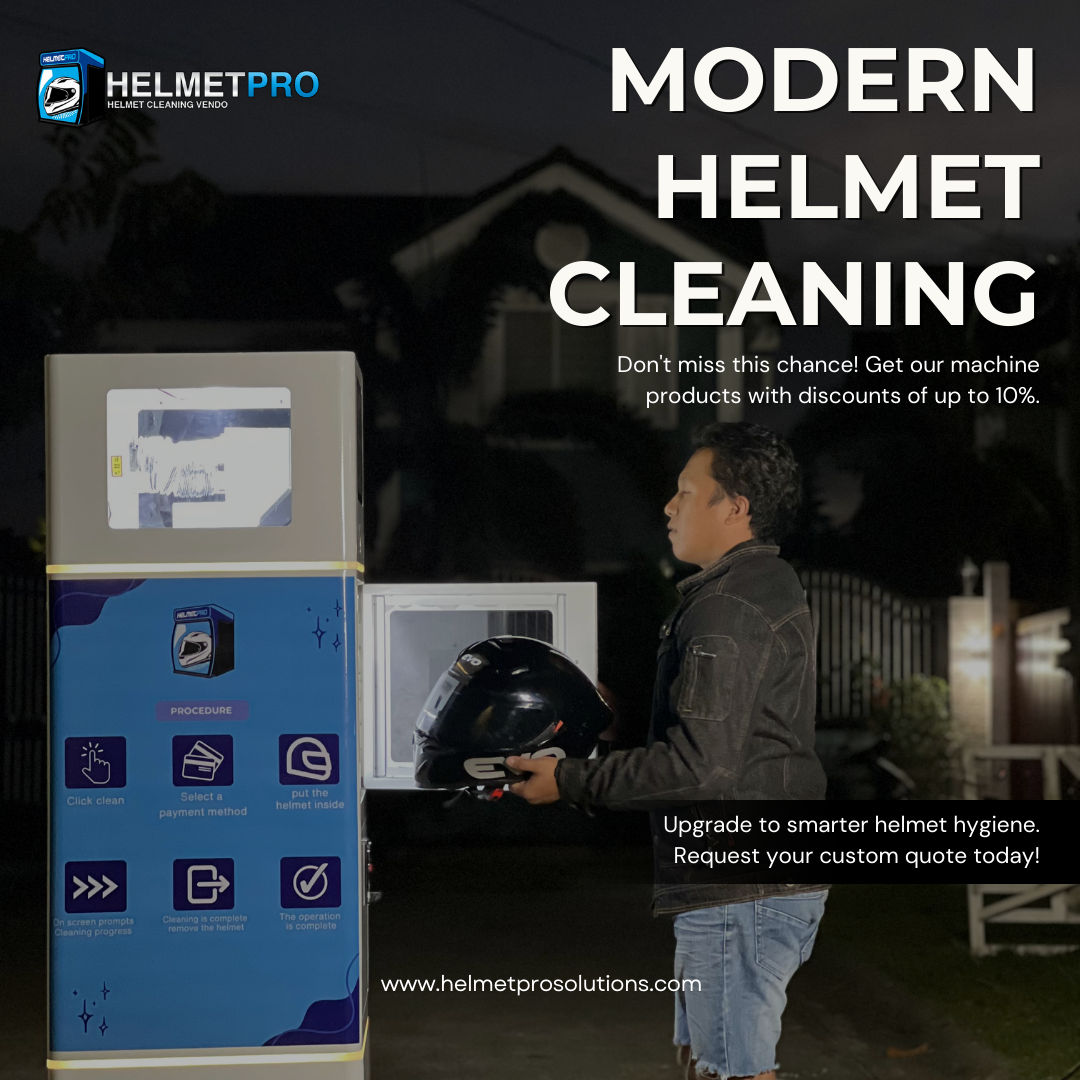 HELMETPRO
HELMETPRO
HELMET CLEANING VENDO
MODERN
HELMET
CLEANING
Don't miss this chance! Get our machine
products with discounts of up to 10%.
HELMETPRO
PROCEDURE
Click clean
Select a
payment method
put the
helmet inside
On screen prompts
Cleaning progress
Cleaning is complete
remove the helmet
The operation
is complete
EVO
EVO
Upgrade to smarter helmet hygiene.
Request your custom quote today!
www.helmetprosolutions.com